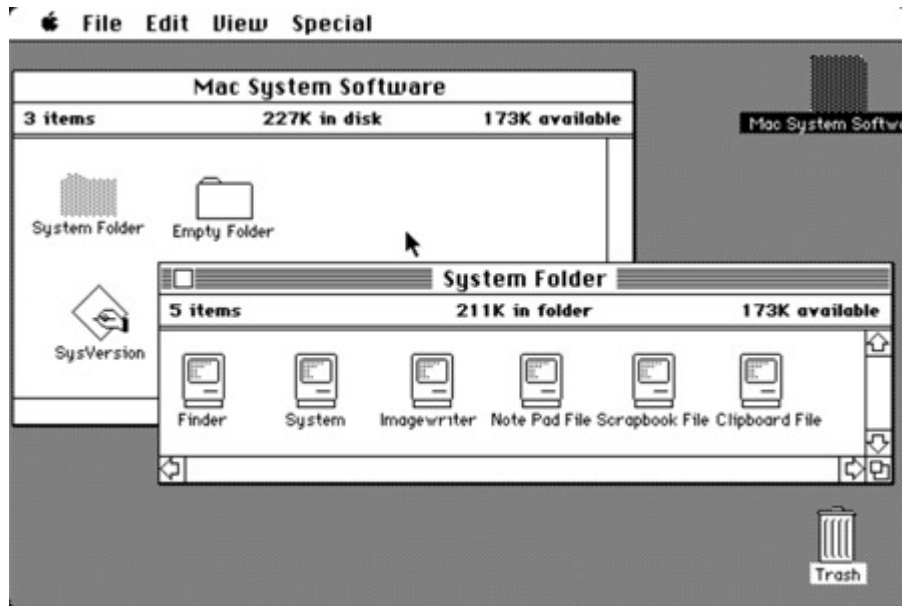 File Edit View Special
Mac System Software
3 items 227K in disk 173K available
Mac System Softw
System Folder Empty Folder
SysVersion
System Folder
5 items 211K in folder 173K available
Finder System Imagewriter Note Pad File Scrapbook File Clipboard File
Trash